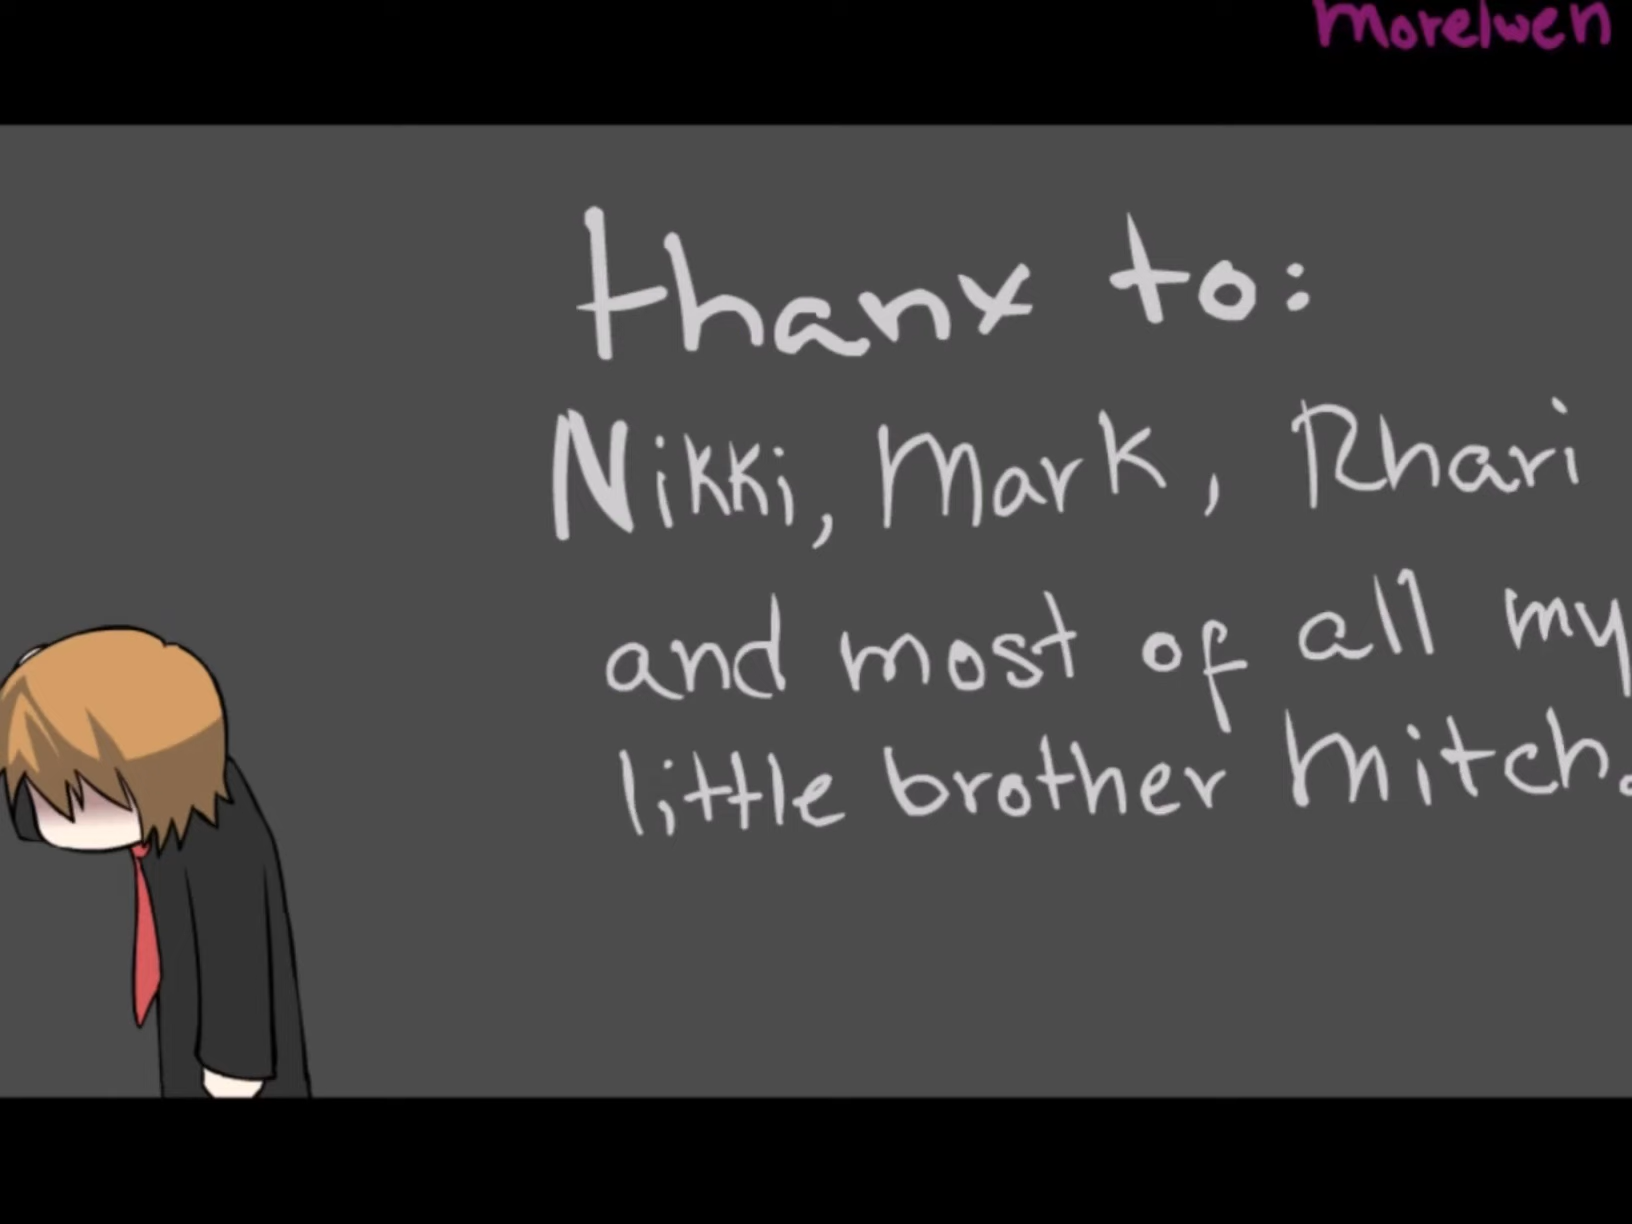 morelwen
thanx to:
Nikki, Mark, Rhari
and most of all my
little brother Mitch.